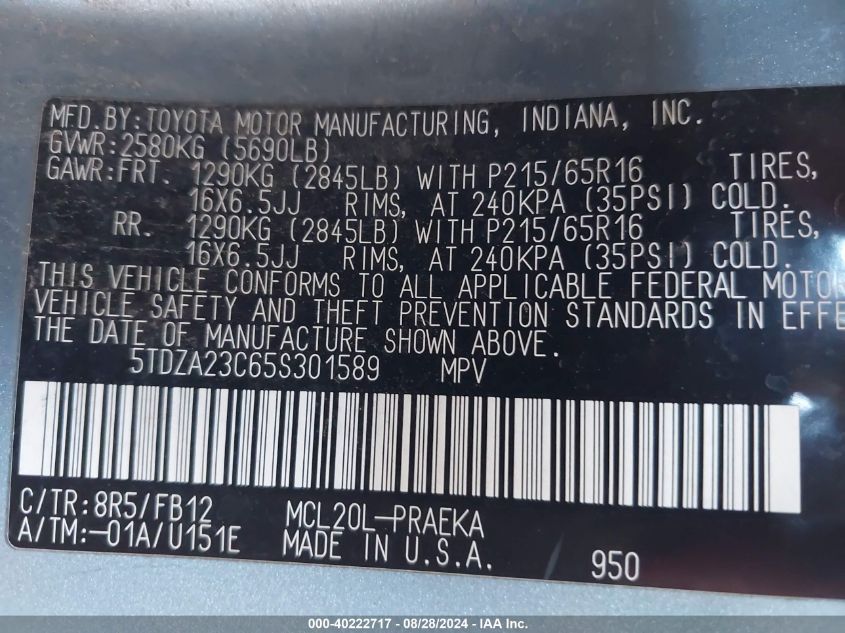 MFD.BY:TOYOTA MOTOR MANUFACTURING, INDIANA, INC.
GVWR:2580KG (5690LB)
GAWR:FRT. 1290KG (2845LB) WITH P215/65R16 TIRES,
16X6.5JJ RIMS, AT 240KPA (35PSI) COLD.
RR. 1290KG (2845LB) WITH P215/65R16 TIRES,
16X6.5JJ RIMS, AT 240KPA (35PSI) COLD.
THIS VEHICLE CONFORMS TO ALL APPLICABLE FEDERAL MOTOR
VEHICLE SAFETY AND THEFT PREVENTION STANDARDS IN EFFE
THE DATE OF MANUFACTURE SHOWN ABOVE.
5TDZA23C65S301589 MPV
C/TR:8R5/FB12 MCL20L-PRAEKA
A/TM:-01A/U151E MADE IN U.S.A. 950
000-40222717 | 08/28/2024 | IAA Inc.